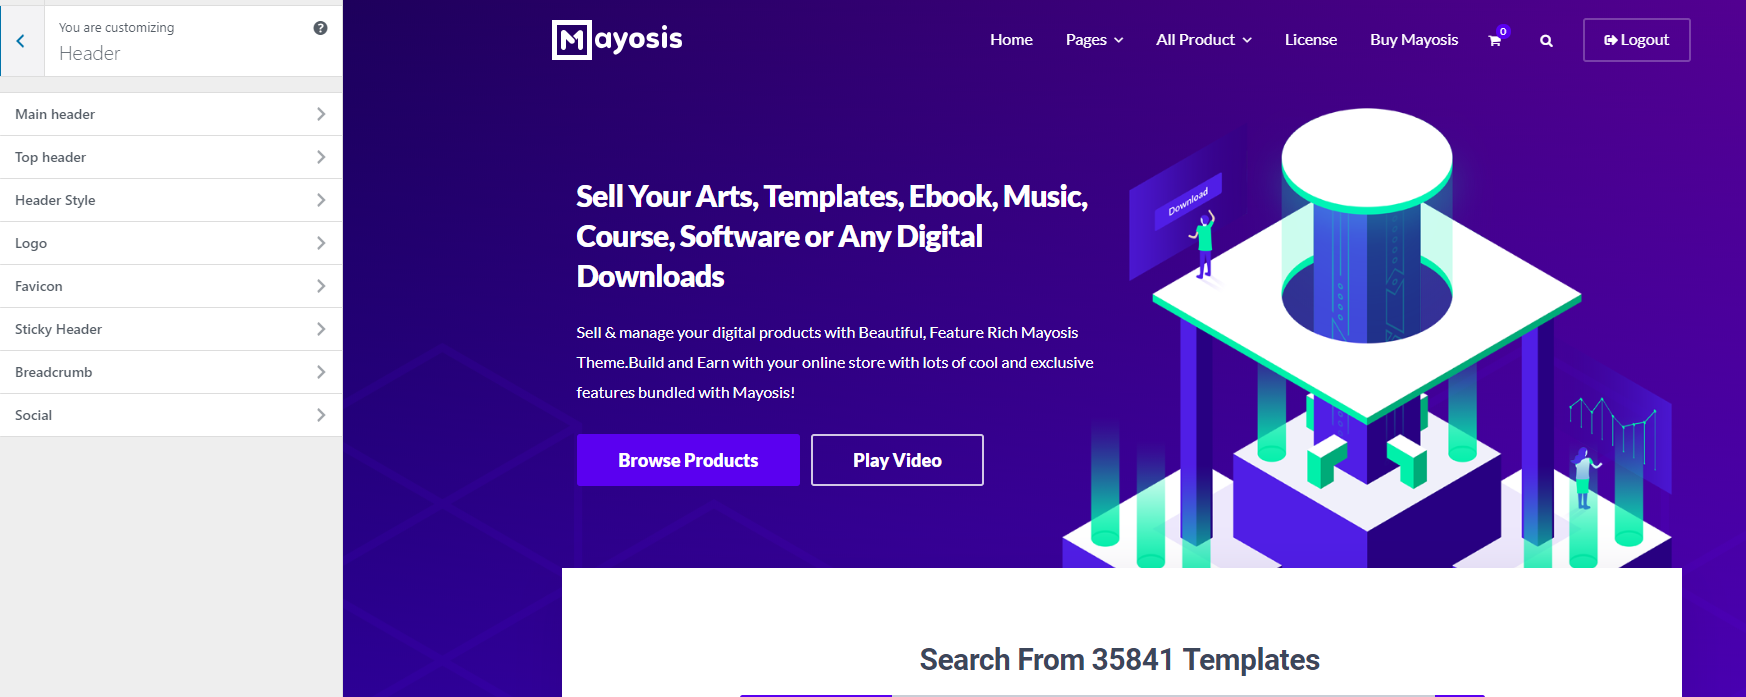 You are customizing
Header
Main header
Top header
Header Style
Logo
Favicon
Sticky Header
Breadcrumb
Social
Mayosis
Home
Pages
All Product
License
Buy Mayosis
0
Logout
Sell Your Arts, Templates, Ebook, Music,
Course, Software or Any Digital
Downloads
Sell & manage your digital products with Beautiful, Feature Rich Mayosis
Theme.Build and Earn with your online store with lots of cool and exclusive
features bundled with Mayosis!
Browse Products
Play Video
Download
Search From 35841 Templates